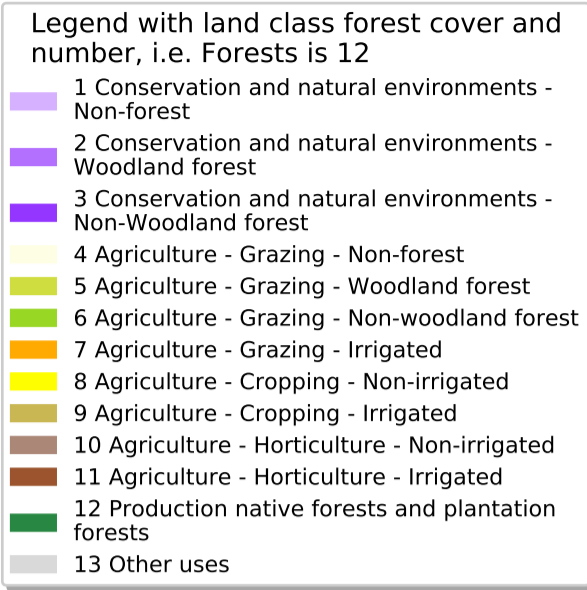 Legend with land class forest cover and
number, i.e. Forests is 12
1 Conservation and natural environments -
Non-forest
2 Conservation and natural environments -
Woodland forest
3 Conservation and natural environments -
Non-Woodland forest
4 Agriculture - Grazing - Non-forest
5 Agriculture - Grazing - Woodland forest
6 Agriculture - Grazing - Non-woodland forest
7 Agriculture - Grazing - Irrigated
8 Agriculture - Cropping - Non-irrigated
9 Agriculture - Cropping - Irrigated
10 Agriculture - Horticulture - Non-irrigated
11 Agriculture - Horticulture - Irrigated
12 Production native forests and plantation
forests
13 Other uses